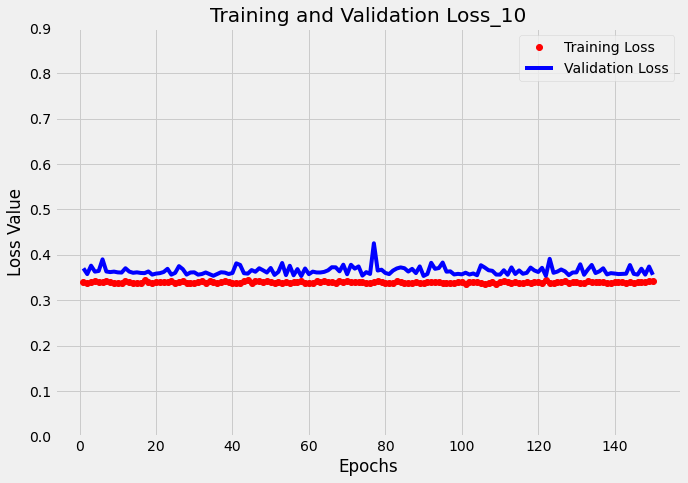 Training and Validation Loss_10
Training Loss
Validation Loss
Loss Value
0.9
0.8
0.7
0.6
0.5
0.4
0.3
0.2
0.1
0.0
0 20 40 60 80 100 120 140
Epochs